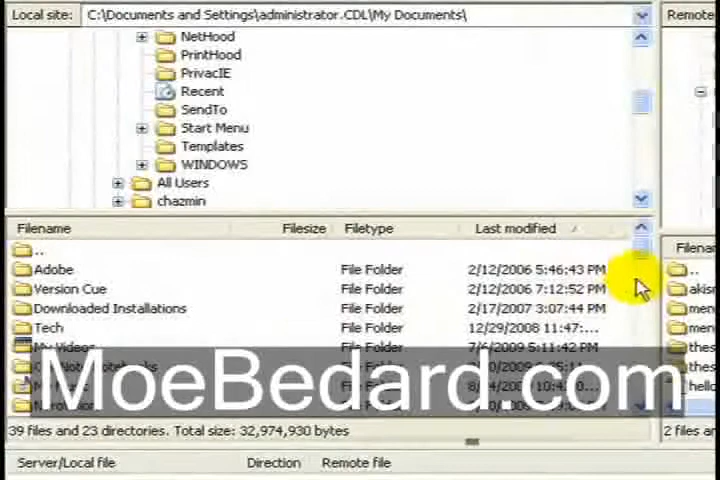 Local site: C:\Documents and Settings\administrator.CDL\My Documents\ Remote
NetHood
PrintHood
PrivacIE
Recent
SendTo
Start Menu
Templates
WINDOWS
All Users
chazmin
Filename Filesize Filetype Last modified Filenam
.. ..
Adobe File Folder 2/12/2006 5:46:43 PM
Version Cue File Folder 2/12/2006 7:12:52 PM akisn
Downloaded Installations File Folder 2/17/2007 3:07:44 PM
Tech File Folder 12/29/2008 11:47:...
My Videos File Folder 7/6/2009 5:11:42 PM thes
MoeBedard.com
39 files and 23 directories. Total size: 32,974,930 bytes 2 files an
Server/Local file Direction Remote file